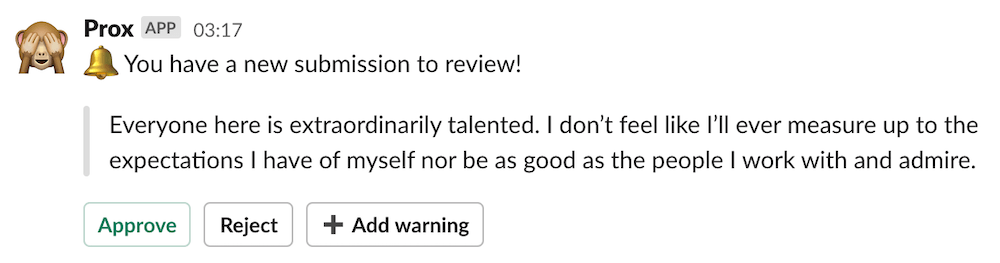 Prox APP 03:17
You have a new submission to review!
Everyone here is extraordinarily talented. I don’t feel like I’ll ever measure up to the
expectations I have of myself nor be as good as the people I work with and admire.
Approve Reject + Add warning